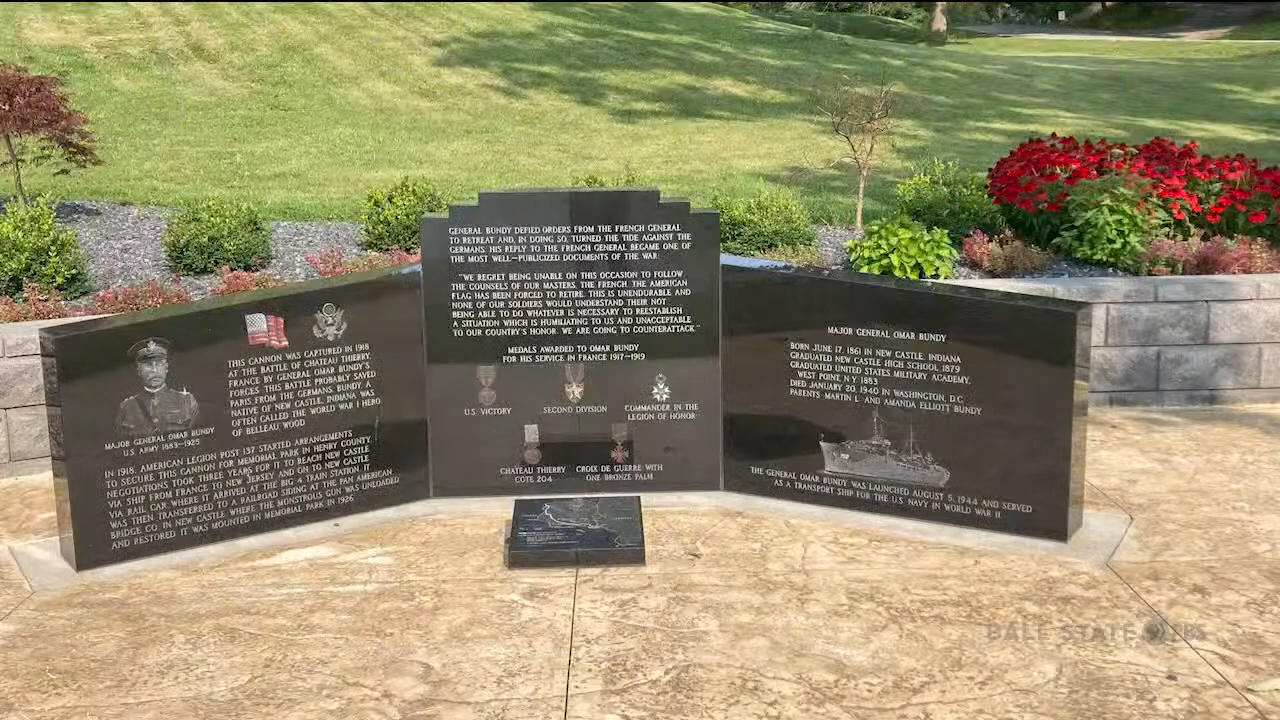 THIS CANNON WAS CAPTURED IN 1918
AT THE BATTLE OF CHATEAU THIERRY,
FRANCE BY GENERAL OMAR BUNDY'S
FORCES. THIS BATTLE PROBABLY SAVED
PARIS FROM THE GERMANS. BUNDY, A
NATIVE OF NEW CASTLE, INDIANA WAS
OFTEN CALLED THE WORLD WAR I HERO
OF BELLEAU WOOD
MAJOR GENERAL OMAR BUNDY
U.S. ARMY 1883-1925
IN 1918, AMERICAN LEGION POST 137 STARTED ARRANGEMENTS
TO SECURE THIS CANNON FOR MEMORIAL PARK IN HENRY COUNTY
NEGOTIATIONS TOOK THREE YEARS FOR IT TO REACH NEW CASTLE
VIA SHIP FROM FRANCE TO NEW JERSEY AND ON TO NEW CASTLE
VIA RAIL CAR, WHERE IT ARRIVED AT THE BIG 4 TRAIN STATION. IT
WAS THEN TRANSFERRED TO A RAILROAD SIDING AT THE PAN AMERICAN
BRIDGE CO. IN NEW CASTLE WHERE THE MONSTROUS GUN WAS UNLOADED
AND RESTORED. IT WAS MOUNTED IN MEMORIAL PARK IN 1926.
GENERAL BUNDY DEFIED ORDERS FROM THE FRENCH GENERAL
TO RETREAT AND, IN DOING SO, TURNED THE TIDE AGAINST THE
GERMANS. HIS REPLY TO THE FRENCH GENERAL BECAME ONE OF
THE MOST WELL-PUBLICIZED DOCUMENTS OF THE WAR:
"WE REGRET BEING UNABLE ON THIS OCCASION TO FOLLOW
THE COUNSELS OF OUR MASTERS, THE FRENCH. THE AMERICAN
FLAG HAS BEEN FORCED TO RETIRE. THIS IS UNENDURABLE AND
NONE OF OUR SOLDIERS WOULD UNDERSTAND THEIR NOT
BEING ABLE TO DO WHATEVER IS NECESSARY TO REESTABLISH
A SITUATION WHICH IS HUMILIATING TO US AND UNACCEPTABLE
TO OUR COUNTRY'S HONOR. WE ARE GOING TO COUNTERATTACK."
MEDALS AWARDED TO OMAR BUNDY
FOR HIS SERVICE IN FRANCE 1917-1919
U.S. VICTORY
SECOND DIVISION
COMMANDER IN THE
LEGION OF HONOR
CHATEAU THIERRY
COTE 204
CROIX DE GUERRE WITH
ONE BRONZE PALM
MAJOR GENERAL OMAR BUNDY
BORN JUNE 17, 1861 IN NEW CASTLE, INDIANA
GRADUATED NEW CASTLE HIGH SCHOOL 1879
GRADUATED UNITED STATES MILITARY ACADEMY,
WEST POINT N.Y. 1883
DIED JANUARY 20, 1940 IN WASHINGTON, D.C.
PARENTS: MARTIN L. AND AMANDA ELLIOTT BUNDY
THE GENERAL OMAR BUNDY WAS LAUNCHED AUGUST 5, 1944 AND SERVED
AS A TRANSPORT SHIP FOR THE U.S. NAVY IN WORLD WAR II
BALL STATE PBS